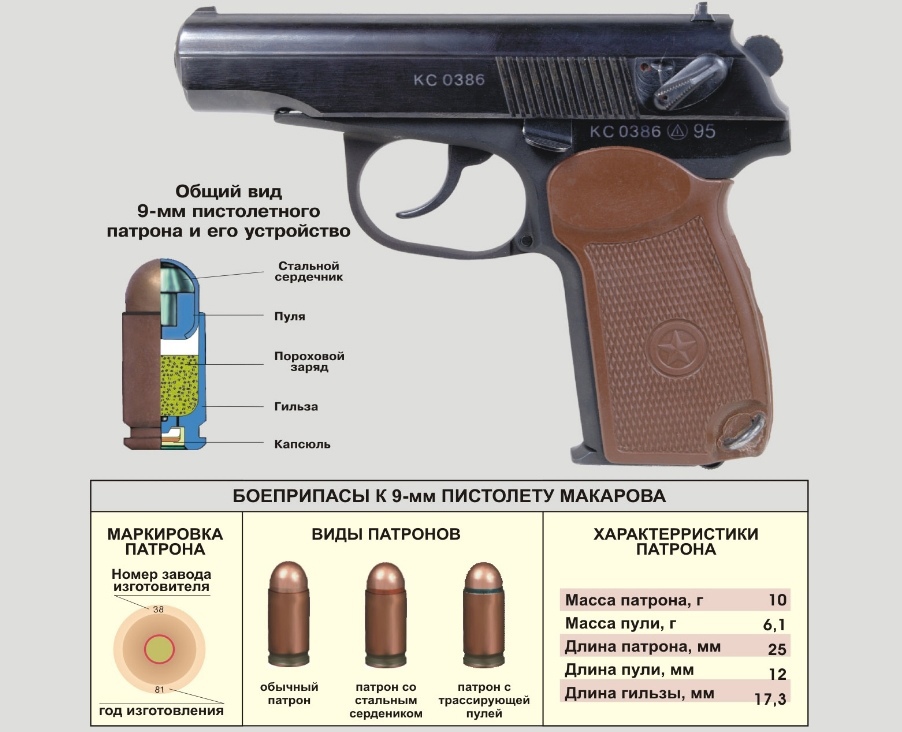 КС 0386
КС 0386 95
Общий вид
9-мм пистолетного
патрона и его устройство
Стальной
сердечник
Пуля
Пороховой
заряд
Гильза
Капсюль
БОЕПРИПАСЫ К 9-мм ПИСТОЛЕТУ МАКАРОВА
МАРКИРОВКА
ПАТРОНА
Номер завода
изготовителя
38
81
год изготовления
ВИДЫ ПАТРОНОВ
обычный
патрон
патрон со
стальным
сердеником
патрон с
трассирующей
пулей
ХАРАКТЕРРИСТИКИ
ПАТРОНА
Масса патрона, г 10
Масса пули, г 6,1
Длина патрона, мм 25
Длина пули, мм 12
Длина гильзы, мм 17,3